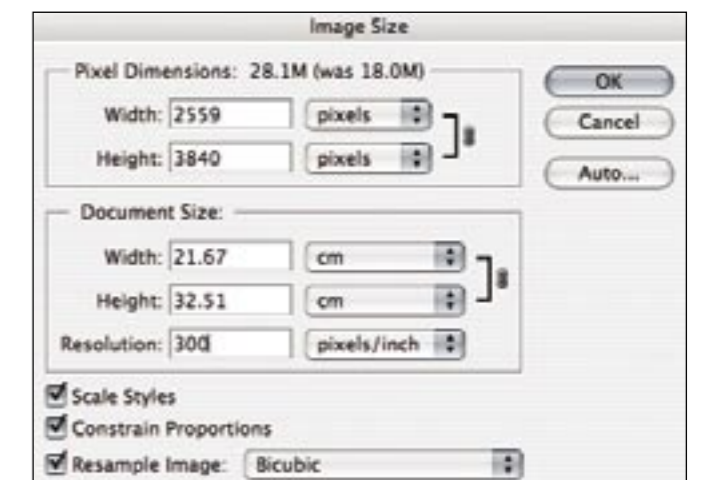 Image Size
Pixel Dimensions: 28.1M (was 18.0M)
OK
Width: 2559 pixels
Cancel
Height: 3840 pixels
Auto...
Document Size:
Width: 21.67 cm
Height: 32.51 cm
Resolution: 300 pixels/inch
Scale Styles
Constrain Proportions
Resample Image: Bicubic